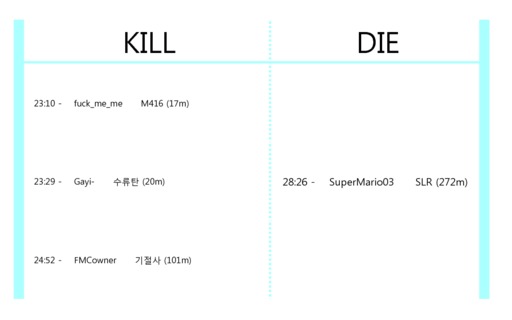 KILL DIE
23:10 - fuck_me_me M416 (17m)
23:29 - Gayi- 수류탄 (20m)
28:26 - SuperMario03 SLR (272m)
24:52 - FMCowner 기절사 (101m)